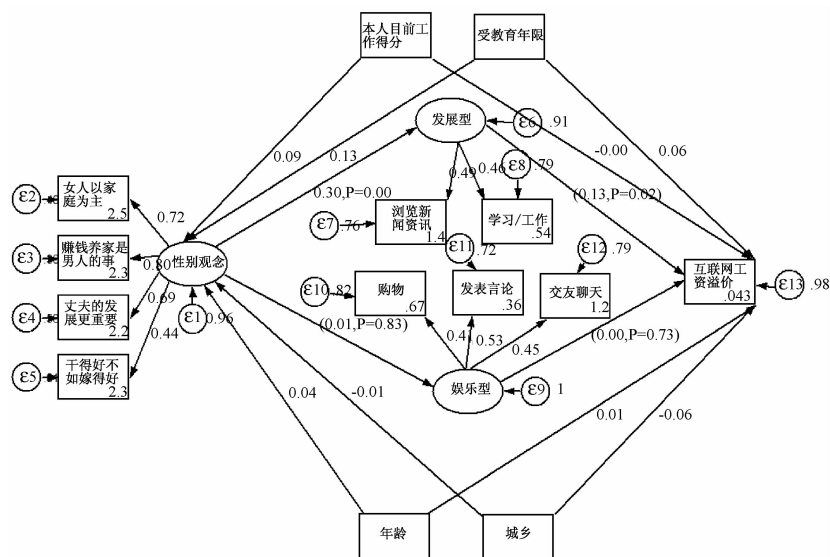 本人目前工
作得分
受教育年限
发展型
ε6
.91
0.09
0.13
-0.00
0.06
0.49
0.46
ε8
.79
ε2
女人以家
庭为主
2.5
0.72
0.30,P=0.00
(0.13,P=0.02)
ε7
.76
浏览新
闻资讯
1.4
学习/工作
.54
ε3
赚钱养家是
男人的事
2.3
0.80
性别观念
ε11
.72
ε12
.79
互联网工
资溢价
.043
ε13
.98
ε10
.82
购物
.67
发表言论
.36
交友聊天
1.2
ε4
丈夫的发
展更重要
2.2
0.69
ε1
0.96
(0.01,P=0.83)
0.53
0.45
(0.00,P=0.73)
0.44
ε5
干得好不
如嫁得好
2.3
娱乐型
ε9
1
0.04
-0.01
0.01
-0.06
年龄
城乡